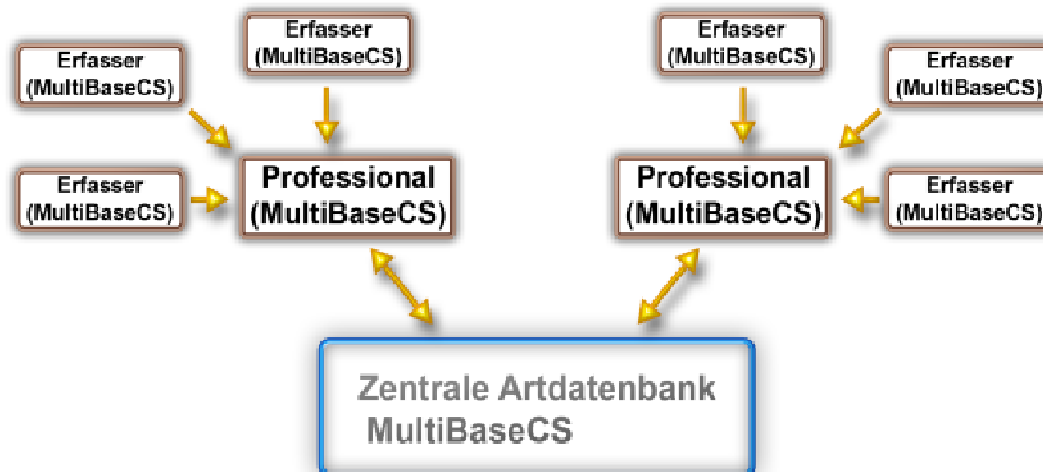 Erfasser
(MultiBaseCS)
Erfasser
(MultiBaseCS)
Erfasser
(MultiBaseCS)
Erfasser
(MultiBaseCS)
Professional
(MultiBaseCS)
Professional
(MultiBaseCS)
Erfasser
(MultiBaseCS)
Erfasser
(MultiBaseCS)
Zentrale Artdatenbank
MultiBaseCS